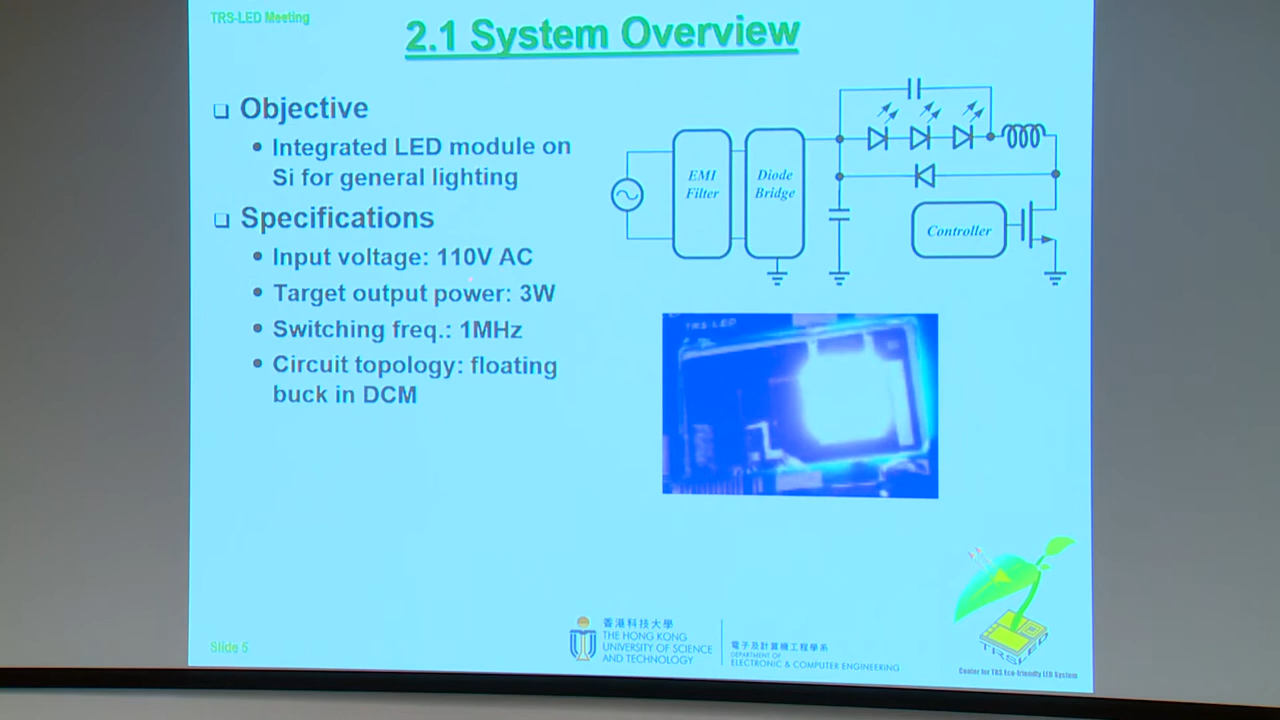 TRS-LED Meeting
2.1 System Overview
Objective
Integrated LED module on
Si for general lighting
Specifications
Input voltage: 110V AC
Target output power: 3W
Switching freq.: 1MHz
Circuit topology: floating
buck in DCM
EMI
Filter
Diode
Bridge
Controller
TRS-LED
Slide 5
香港科技大學
THE HONG KONG
UNIVERSITY OF SCIENCE
AND TECHNOLOGY
電子及計算機工程學系
DEPARTMENT OF
ELECTRONIC & COMPUTER ENGINEERING
TRSLED
Center for TRS Eco-friendly LED System